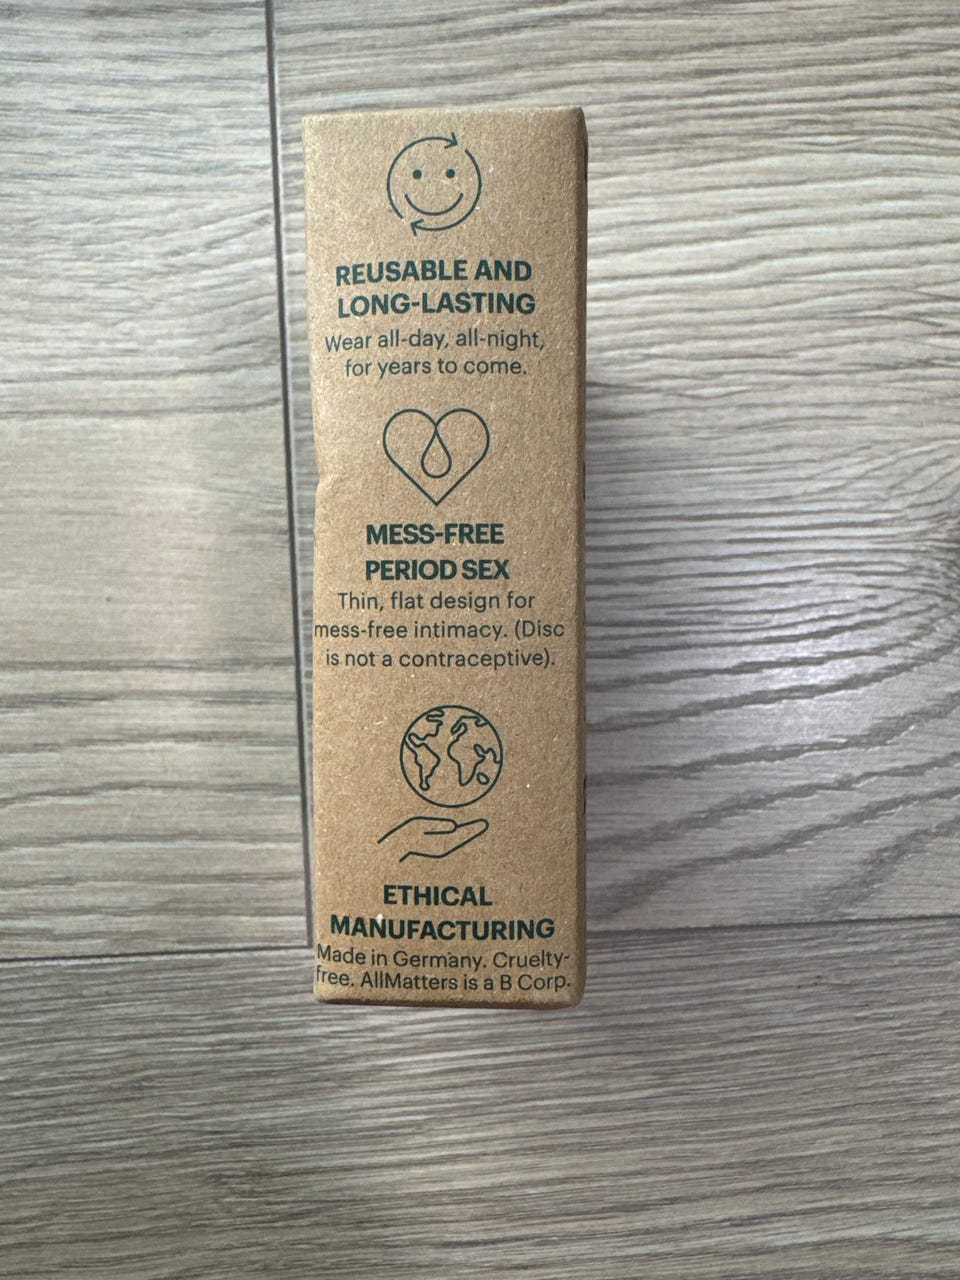 REUSABLE AND
LONG-LASTING
Wear all-day, all-night,
for years to come.
MESS-FREE
PERIOD SEX
Thin, flat design for
mess-free intimacy. (Disc
is not a contraceptive).
ETHICAL
MANUFACTURING
Made in Germany. Cruelty-
free. AllMatters is a B Corp.